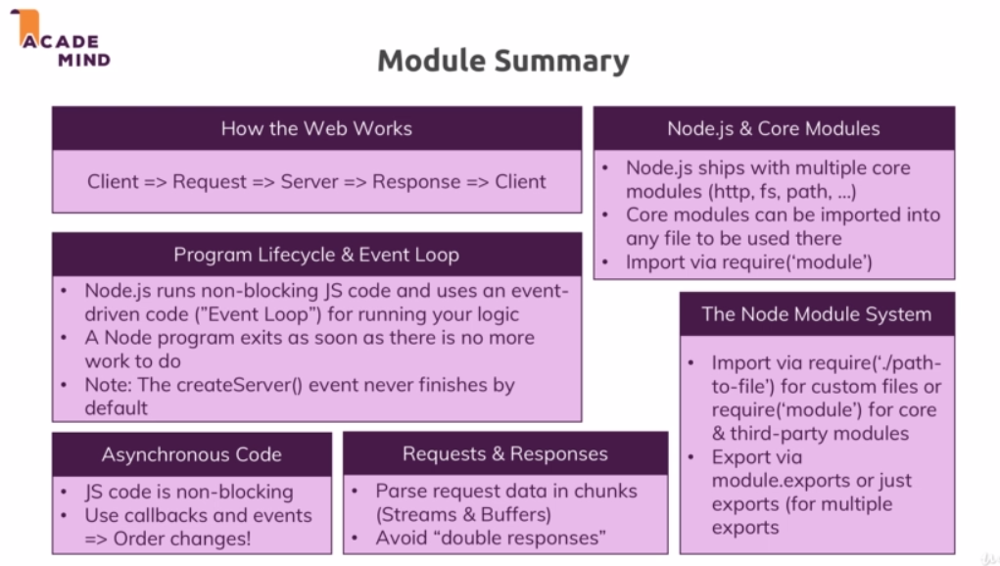 ACADE
MIND
Module Summary
How the Web Works
Client => Request => Server => Response => Client
Node.js & Core Modules
• Node.js ships with multiple core
modules (http, fs, path, …)
• Core modules can be imported into
any file to be used there
• Import via require(‘module’)
Program Lifecycle & Event Loop
• Node.js runs non-blocking JS code and uses an event-
driven code (”Event Loop”) for running your logic
• A Node program exits as soon as there is no more
work to do
• Note: The createServer() event never finishes by
default
The Node Module System
• Import via require(‘./path-
to-file’) for custom files or
require(‘module’) for core
& third-party modules
• Export via
module.exports or just
exports (for multiple
exports
Asynchronous Code
• JS code is non-blocking
• Use callbacks and events
=> Order changes!
Requests & Responses
• Parse request data in chunks
(Streams & Buffers)
• Avoid “double responses”